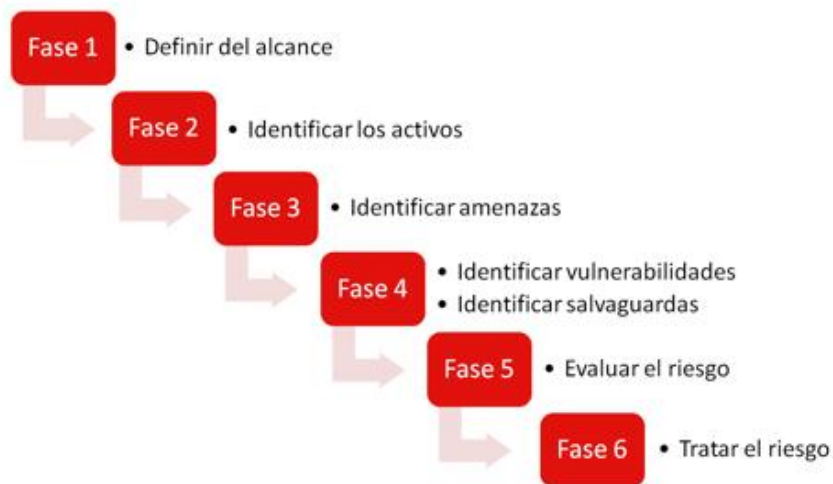 Fase 1
• Definir del alcance
Fase 2
• Identificar los activos
Fase 3
• Identificar amenazas
Fase 4
• Identificar vulnerabilidades
• Identificar salvaguardas
Fase 5
• Evaluar el riesgo
Fase 6
• Tratar el riesgo